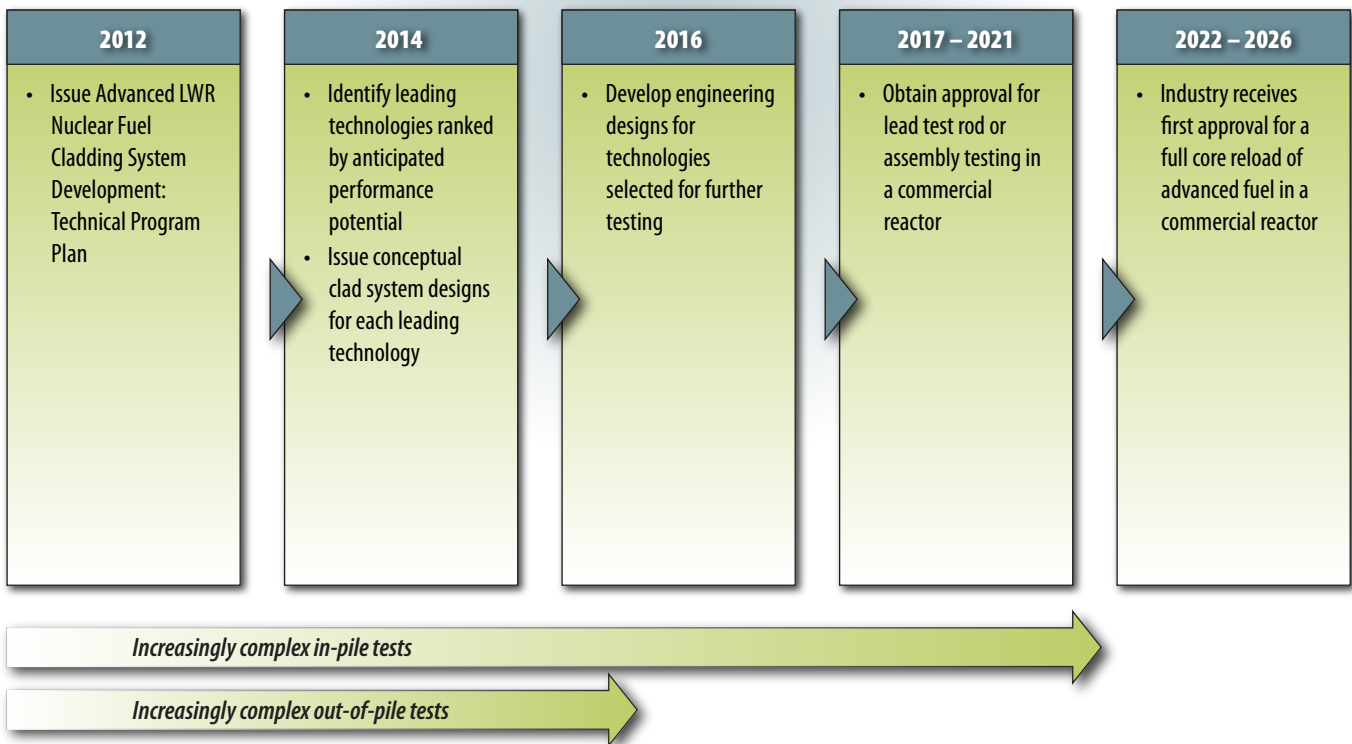 2012
• Issue Advanced LWR
Nuclear Fuel
Cladding System
Development:
Technical Program
Plan
2014
• Identify leading
technologies ranked
by anticipated
performance
potential
• Issue conceptual
clad system designs
for each leading
technology
2016
• Develop engineering
designs for
technologies
selected for further
testing
2017 – 2021
• Obtain approval for
lead test rod or
assembly testing in
a commercial
reactor
2022 – 2026
• Industry receives
first approval for a
full core reload of
advanced fuel in a
commercial reactor
Increasingly complex in-pile tests
Increasingly complex out-of-pile tests